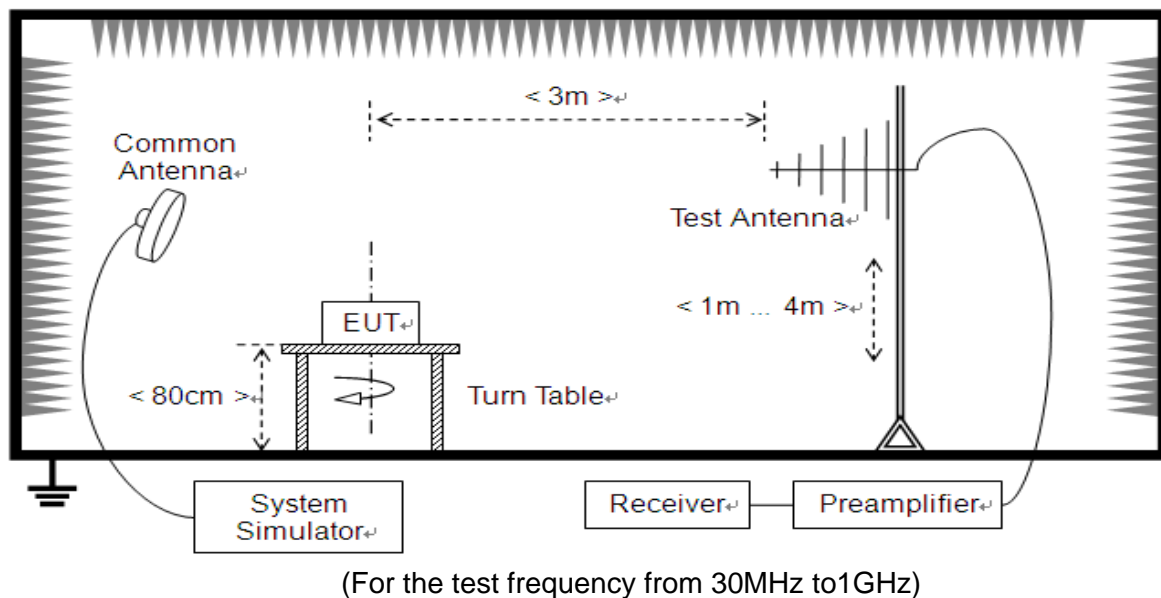 < 3m >↵
Common
Antenna↵
Test Antenna↵
< 1m ... 4m >↵
EUT↵
< 80cm >↵
Turn Table↵
System
Simulator↵
Receiver↵
Preamplifier↵
(For the test frequency from 30MHz to1GHz)